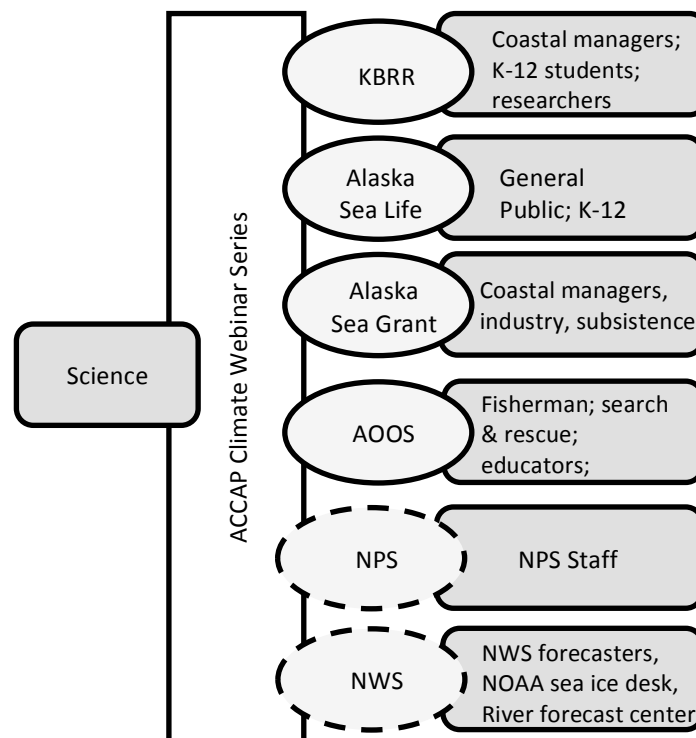 Science
ACCAP Climate Webinar Series
KBRR
Coastal managers;
K-12 students;
researchers
Alaska
Sea Life
General
Public; K-12
Alaska
Sea Grant
Coastal managers,
industry, subsistence
AOOS
Fisherman; search
& rescue;
educators;
NPS
NPS Staff
NWS
NWS forecasters,
NOAA sea ice desk,
River forecast center